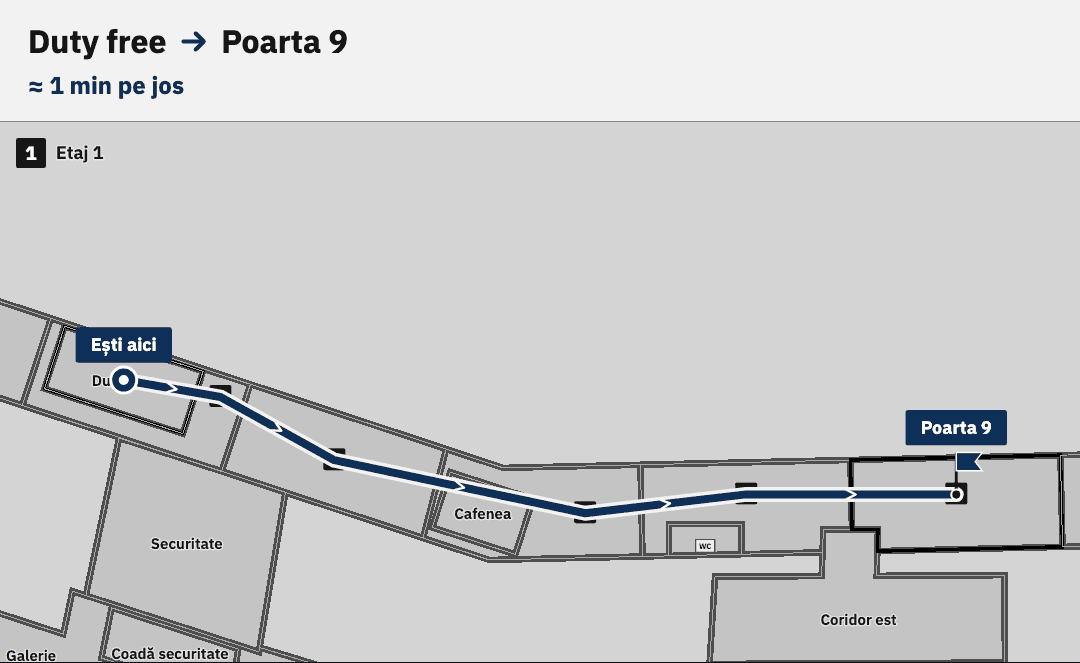 Duty free → Poarta 9
≈ 1 min pe jos
1 Etaj 1
Ești aici
Du
Poarta 9
Cafenea
WC
Securitate
Coridor est
Galerie
Coadă securitate